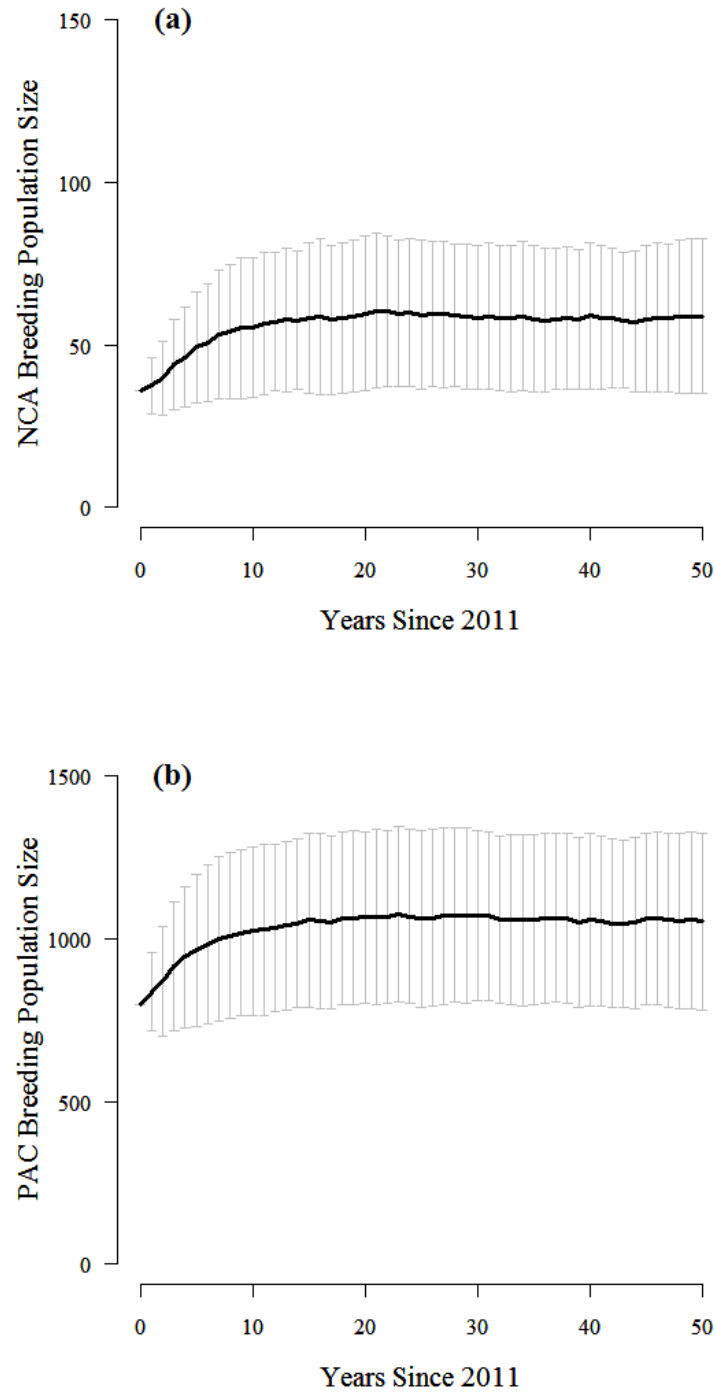 (a)
NCA Breeding Population Size
150
100
50
0
0 10 20 30 40 50
Years Since 2011
(b)
PAC Breeding Population Size
1500
1000
500
0
0 10 20 30 40 50
Years Since 2011